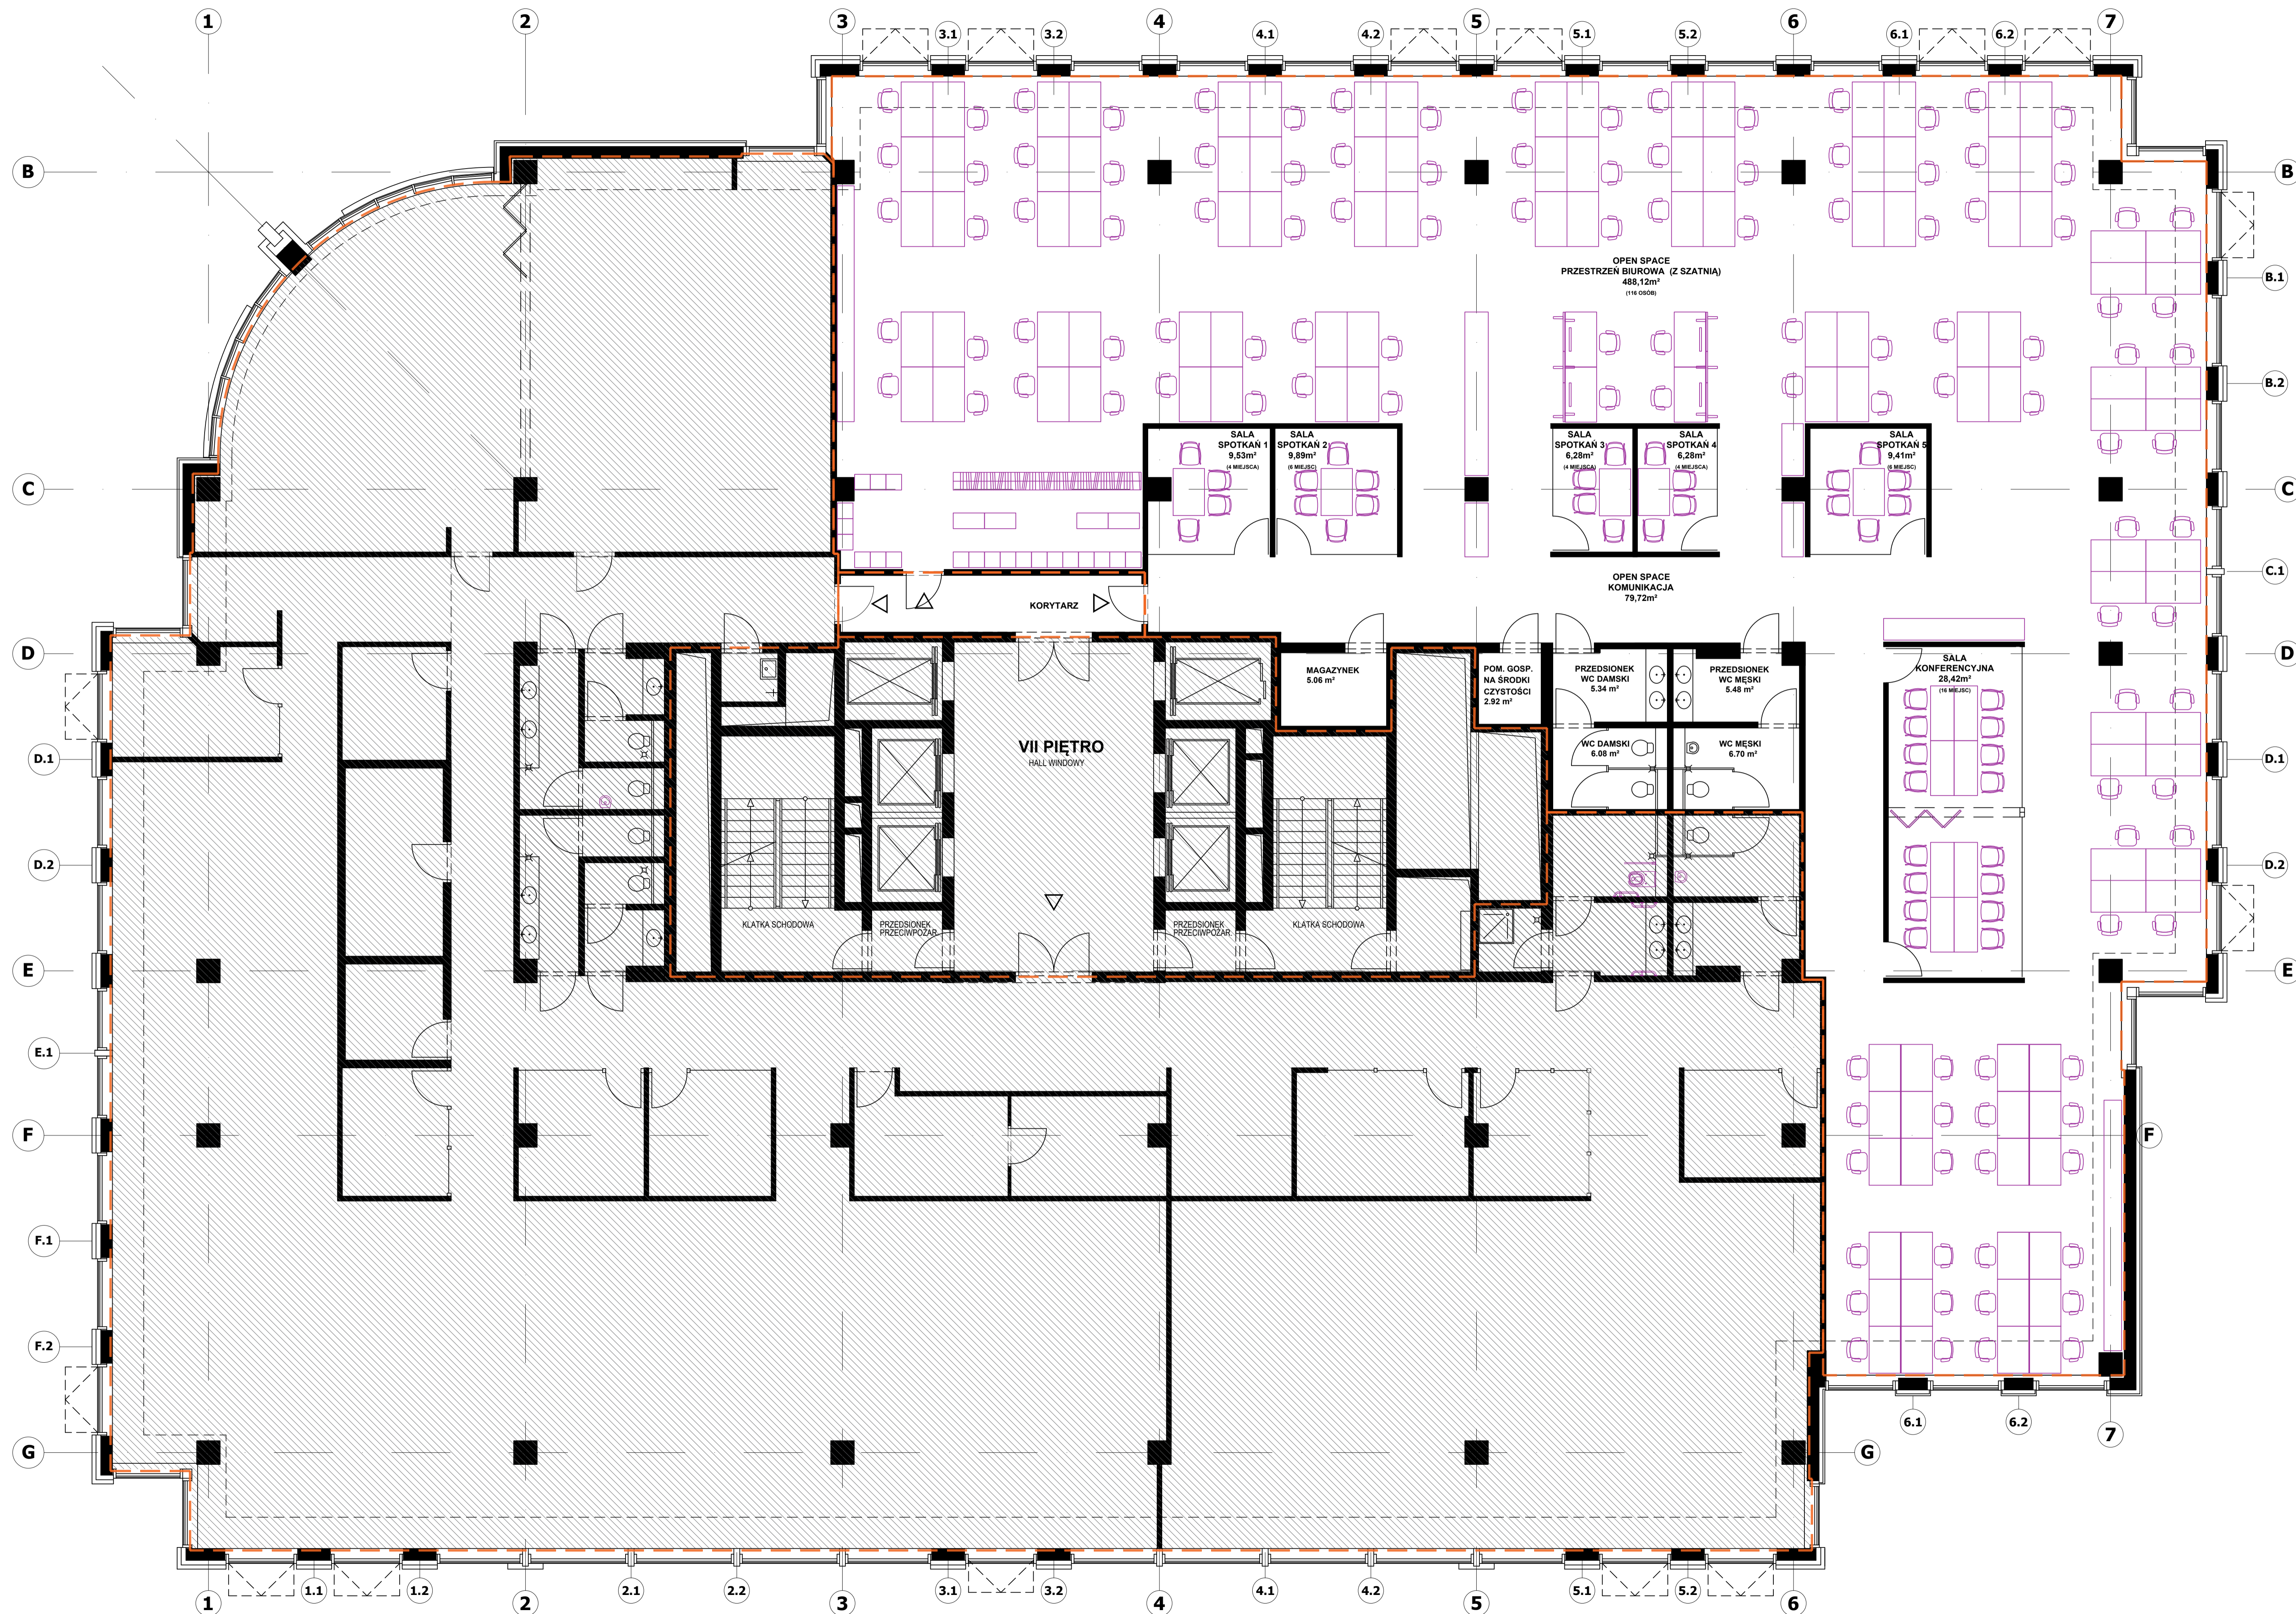 1
2
3
4
5
6
7
3.1
3.2
4.1
4.2
5.1
5.2
6.1
6.2
B
B
OPEN SPACE
PRZESTRZEŃ BIUROWA (Z SZATNIĄ)
488,12m²
(116 OSÓB)
B.1
B.2
SALA
SPOTKAŃ 1
9,53m²
(4 MIEJSCA)
SALA
SPOTKAŃ 2
9,89m²
(6 MIEJSC)
SALA
SPOTKAŃ 3
6,28m²
(4 MIEJSCA)
SALA
SPOTKAŃ 4
6,28m²
(4 MIEJSCA)
SALA
SPOTKAŃ 5
9,41m²
(6 MIEJSC)
C
C
C.1
OPEN SPACE
KOMUNIKACJA
79,72m²
KORYTARZ
D
D
MAGAZYNEK
5.06 m²
POM. GOSP.
NA ŚRODKI
CZYSTOŚCI
2.92 m²
PRZEDSIONEK
WC DAMSKI
5.34 m²
PRZEDSIONEK
WC MĘSKI
5.48 m²
SALA
KONFERENCYJNA
28,42m²
(16 MIEJSC)
VII PIĘTRO
HALL WINDOWY
WC DAMSKI
6.08 m²
WC MĘSKI
6.70 m²
D.1
D.1
D.2
D.2
KLATKA SCHODOWA
PRZEDSIONEK
PRZECIWPOŻAR.
PRZEDSIONEK
PRZECIWPOŻAR.
KLATKA SCHODOWA
E
E
E.1
F
F
F.1
F.2
6.1
6.2
7
G
G
1
1.1
1.2
2
2.1
2.2
3
3.1
3.2
4
4.1
4.2
5
5.1
5.2
6